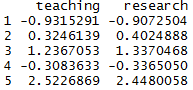 teaching research
1 -0.9315291 -0.9072504
2 0.3246139 0.4024888
3 1.2367053 1.3370468
4 -0.3083633 -0.3365050
5 2.5226869 2.4480058